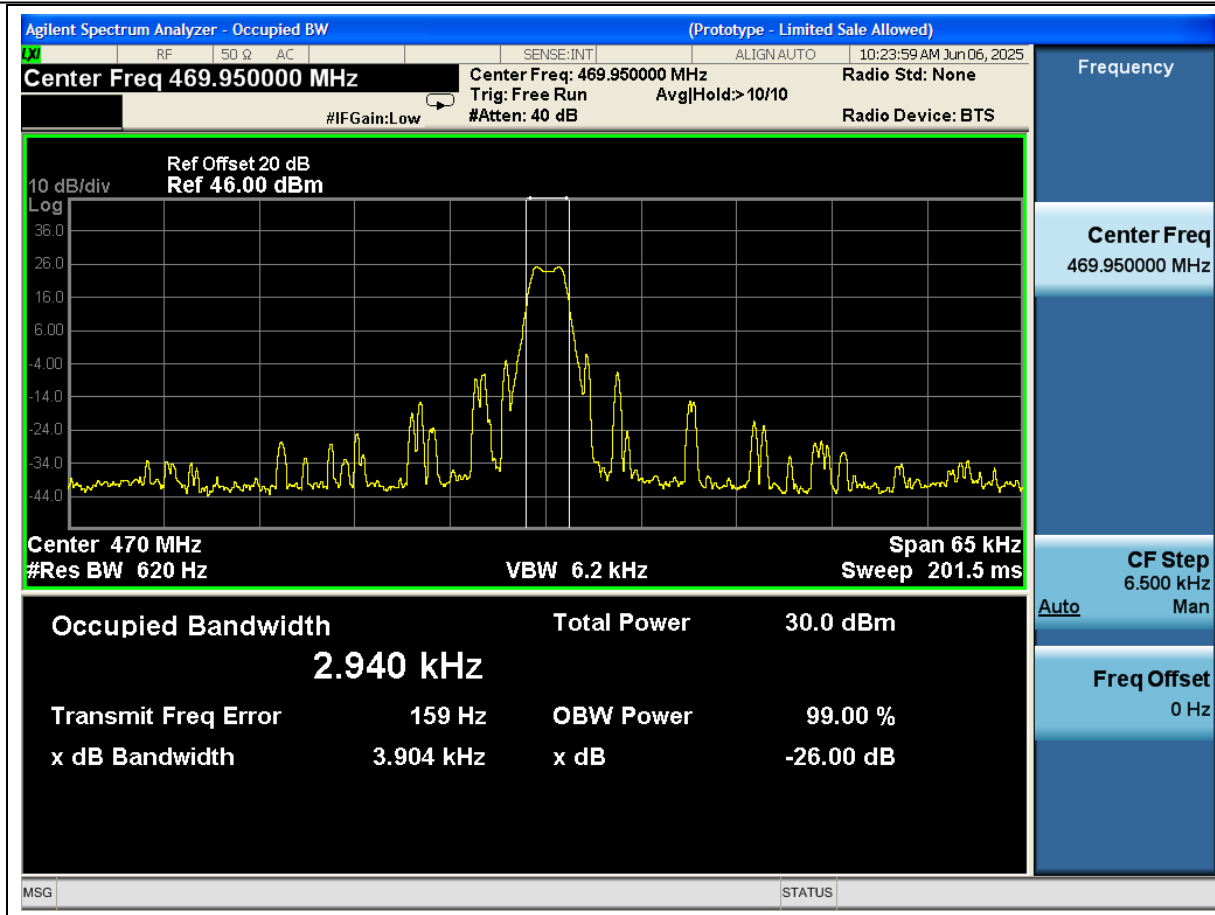 Agilent Spectrum Analyzer - Occupied BW (Prototype - Limited Sale Allowed)
LXI RF 50 Ω AC SENSE:INT ALIGN AUTO 10:23:59 AM Jun 06, 2025
Center Freq 469.950000 MHz
Center Freq: 469.950000 MHz
Radio Std: None
Trig: Free Run Avg|Hold:> 10/10
#IFGain:Low
#Atten: 40 dB
Radio Device: BTS
Ref Offset 20 dB
10 dB/div Ref 46.00 dBm
Log
36.0
26.0
16.0
6.00
-4.00
-14.0
-24.0
-34.0
-44.0
Center 470 MHz Span 65 kHz
#Res BW 620 Hz VBW 6.2 kHz Sweep 201.5 ms
Occupied Bandwidth Total Power 30.0 dBm
2.940 kHz
Transmit Freq Error 159 Hz OBW Power 99.00 %
x dB Bandwidth 3.904 kHz x dB -26.00 dB
Frequency
Center Freq
469.950000 MHz
CF Step
6.500 kHz
Auto Man
Freq Offset
0 Hz
MSG STATUS